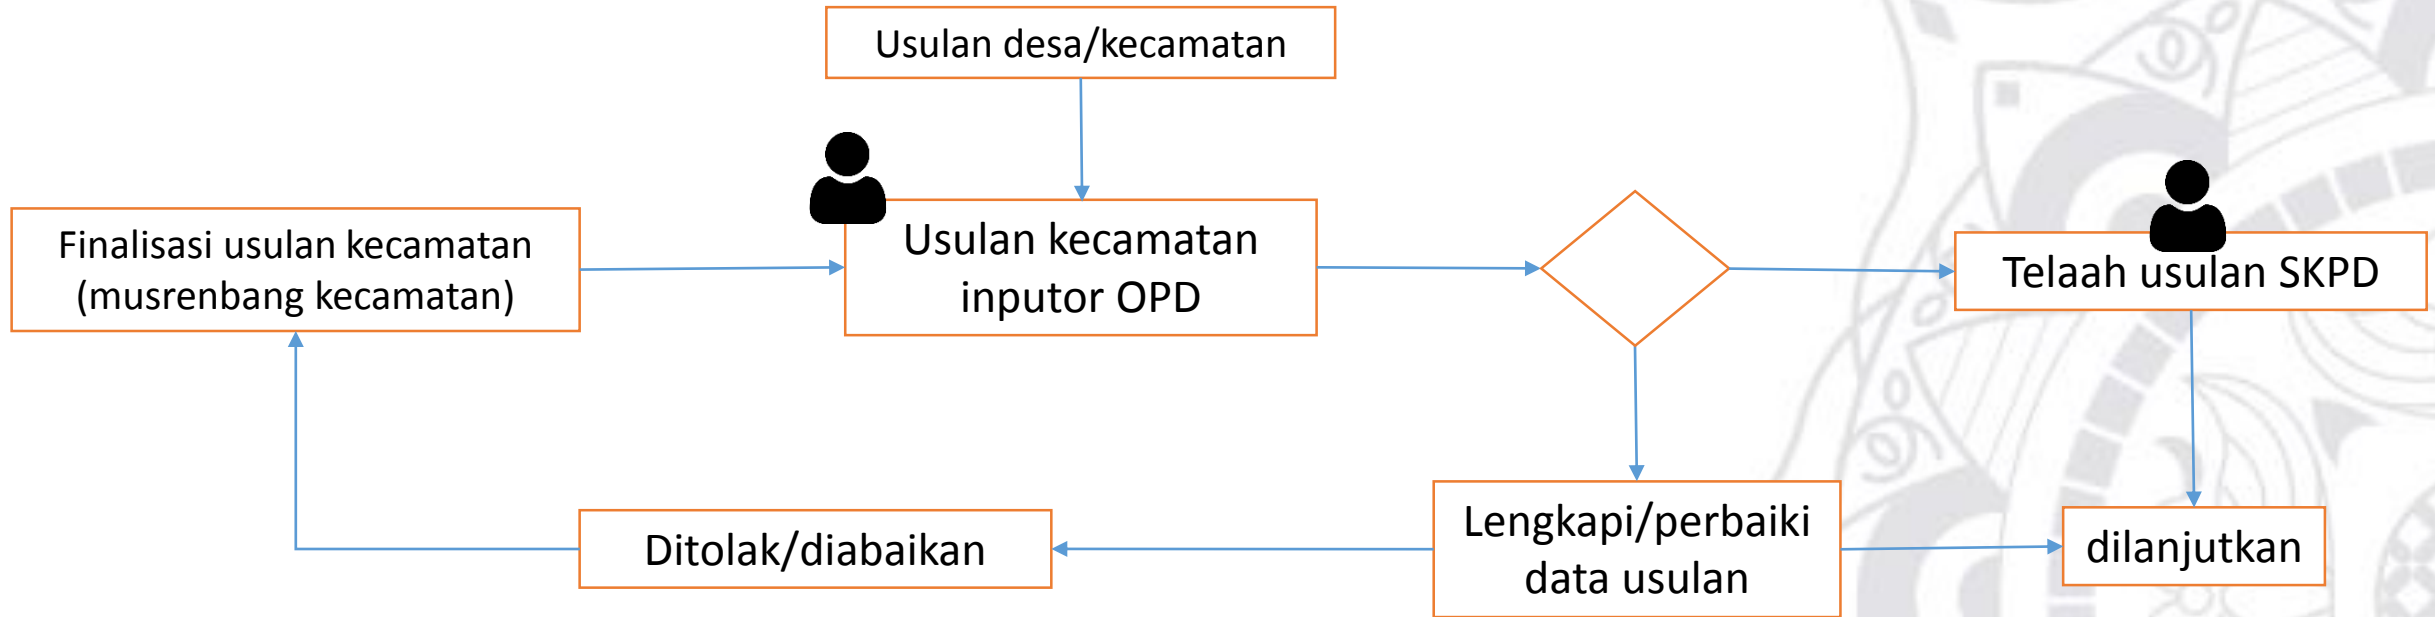 Usulan desa/kecamatan
Finalisasi usulan kecamatan
(musrenbang kecamatan)
Usulan kecamatan
inputor OPD
Telaah usulan SKPD
Ditolak/diabaikan
Lengkapi/perbaiki
data usulan
dilanjutkan